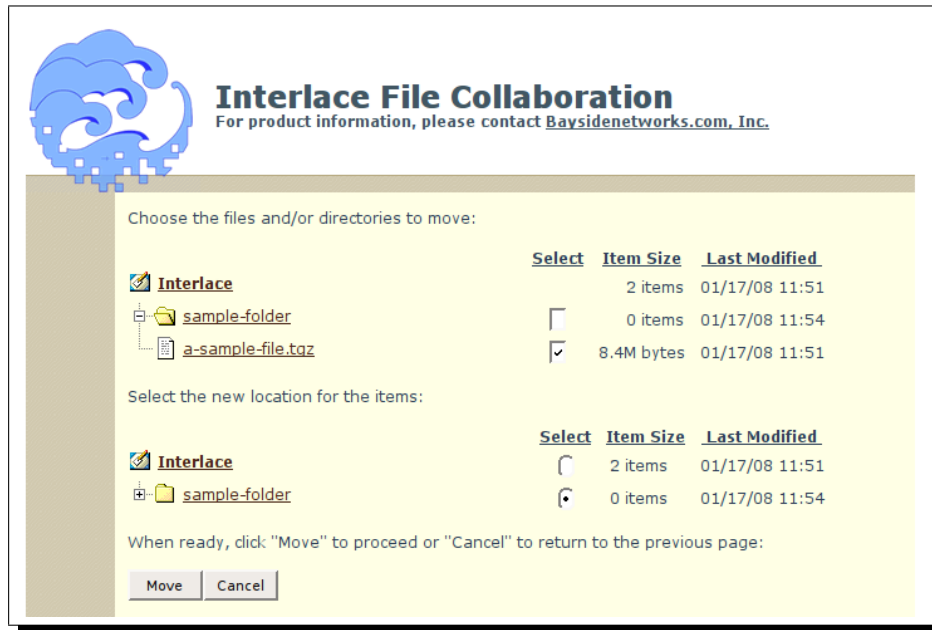 Interlace File Collaboration
For product information, please contact Baysidenetworks.com, Inc.
Choose the files and/or directories to move:
Select Item Size Last Modified
Interlace 2 items 01/17/08 11:51
sample-folder 0 items 01/17/08 11:54
a-sample-file.tgz 8.4M bytes 01/17/08 11:51
Select the new location for the items:
Select Item Size Last Modified
Interlace 2 items 01/17/08 11:51
sample-folder 0 items 01/17/08 11:54
When ready, click "Move" to proceed or "Cancel" to return to the previous page:
Move Cancel